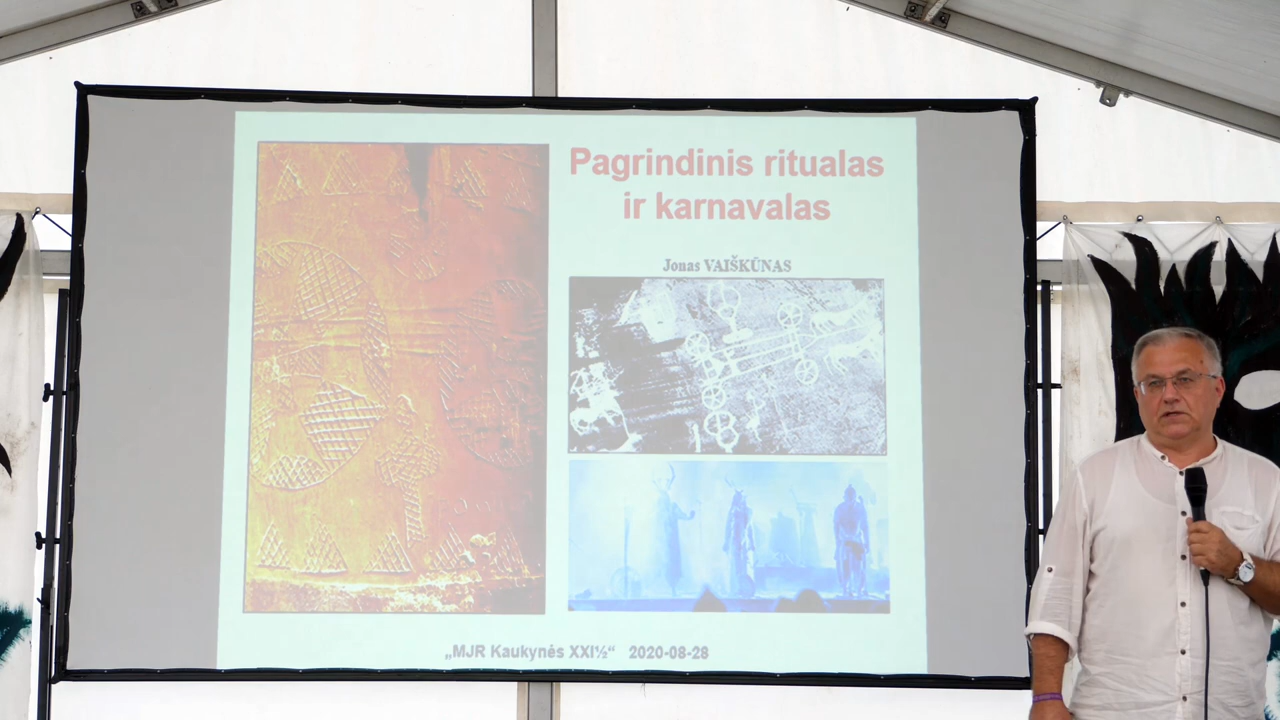 Pagrindinis ritualas
ir karnavalas
Jonas VAIŠKŪNAS
„MJR Kaukynės XXI½“ 2020-08-28